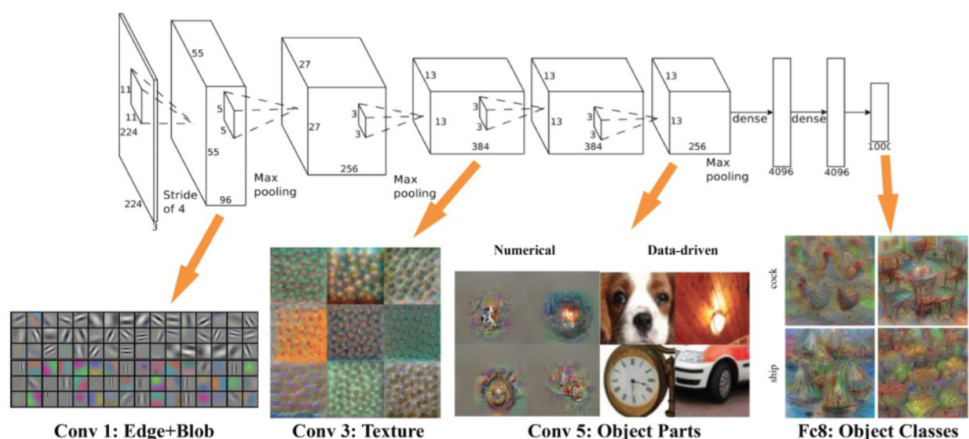 55
27
13
13
13
11
5
3
3
3
11
5
3
3
3
224
55
27
13
13
13
dense
dense
224
3
Stride
of 4
96
Max
pooling
256
Max
pooling
384
384
256
Max
pooling
4096
4096
1000
Numerical
Data-driven
cock
ship
Conv 1: Edge+Blob
Conv 3: Texture
Conv 5: Object Parts
Fc8: Object Classes